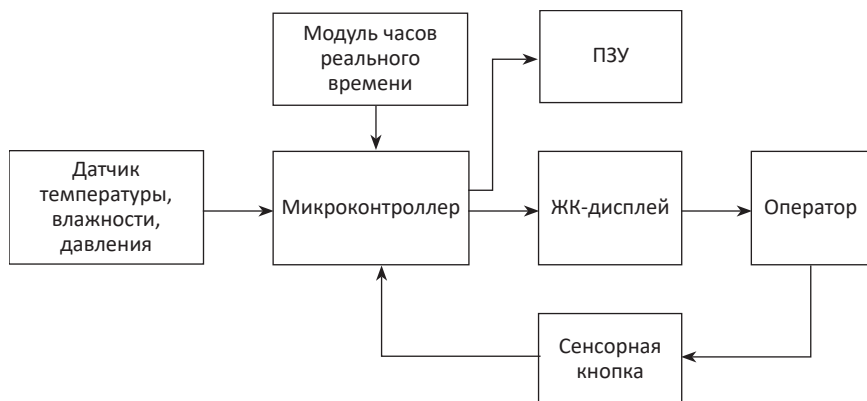 Модуль часов
реального
времени
ПЗУ
Датчик
температуры,
влажности,
давления
Микроконтроллер
ЖК-дисплей
Оператор
Сенсорная
кнопка